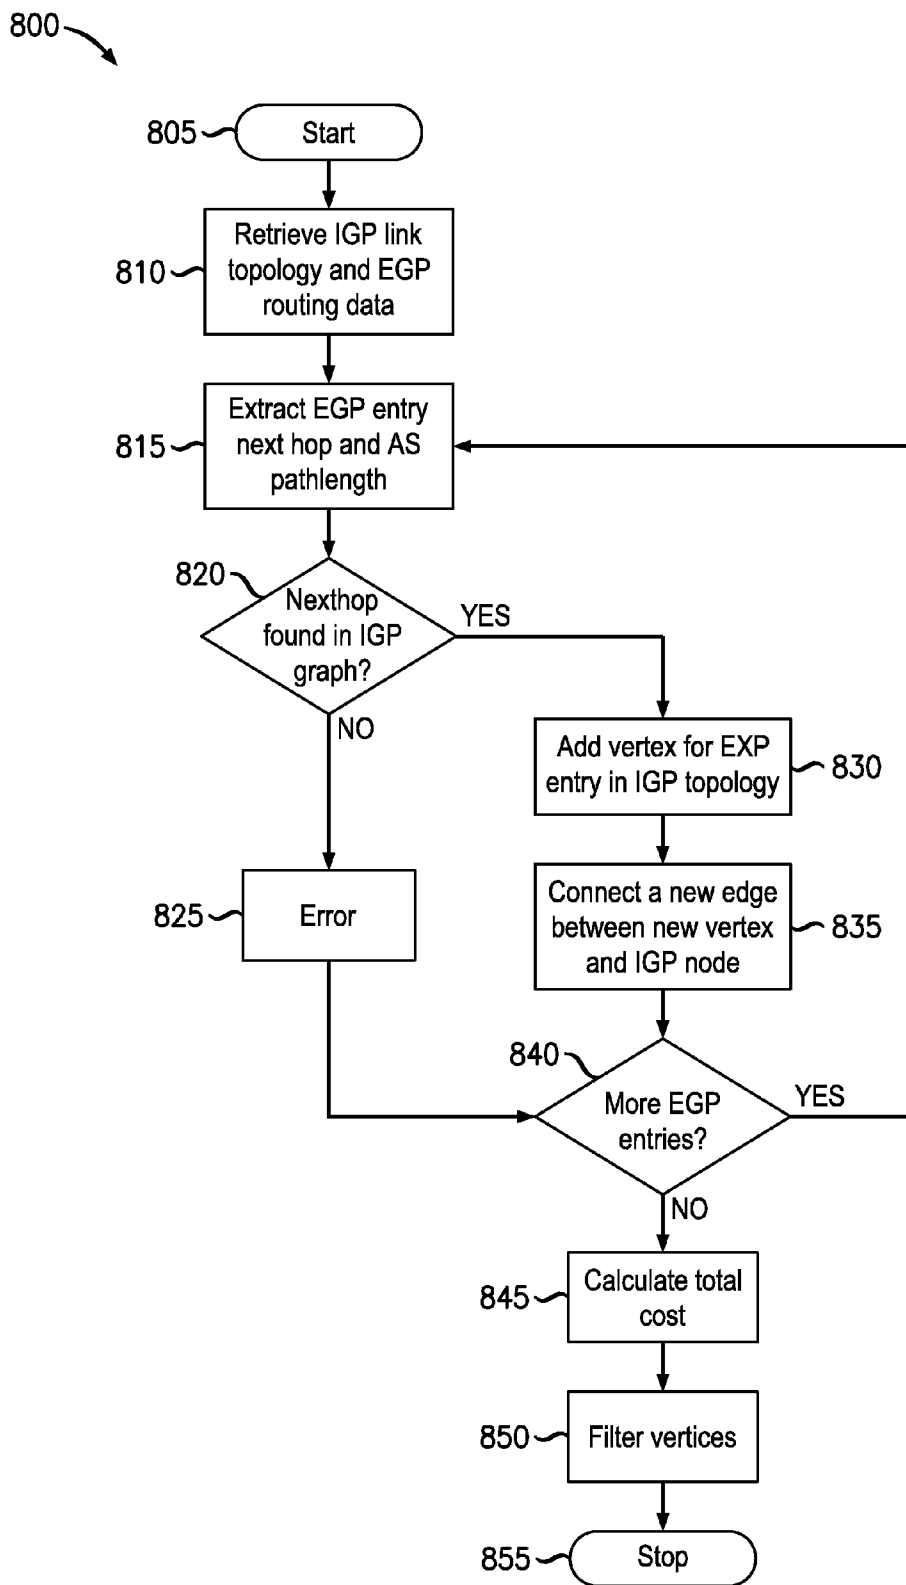 800
805
Start
810
Retrieve IGP link
topology and EGP
routing data
815
Extract EGP entry
next hop and AS
pathlength
820
Nexthop
found in IGP
graph?
YES
NO
Add vertex for EXP
entry in IGP topology
830
825
Error
Connect a new edge
between new vertex
and IGP node
835
840
More EGP
entries?
YES
NO
845
Calculate total
cost
850
Filter vertices
855
Stop